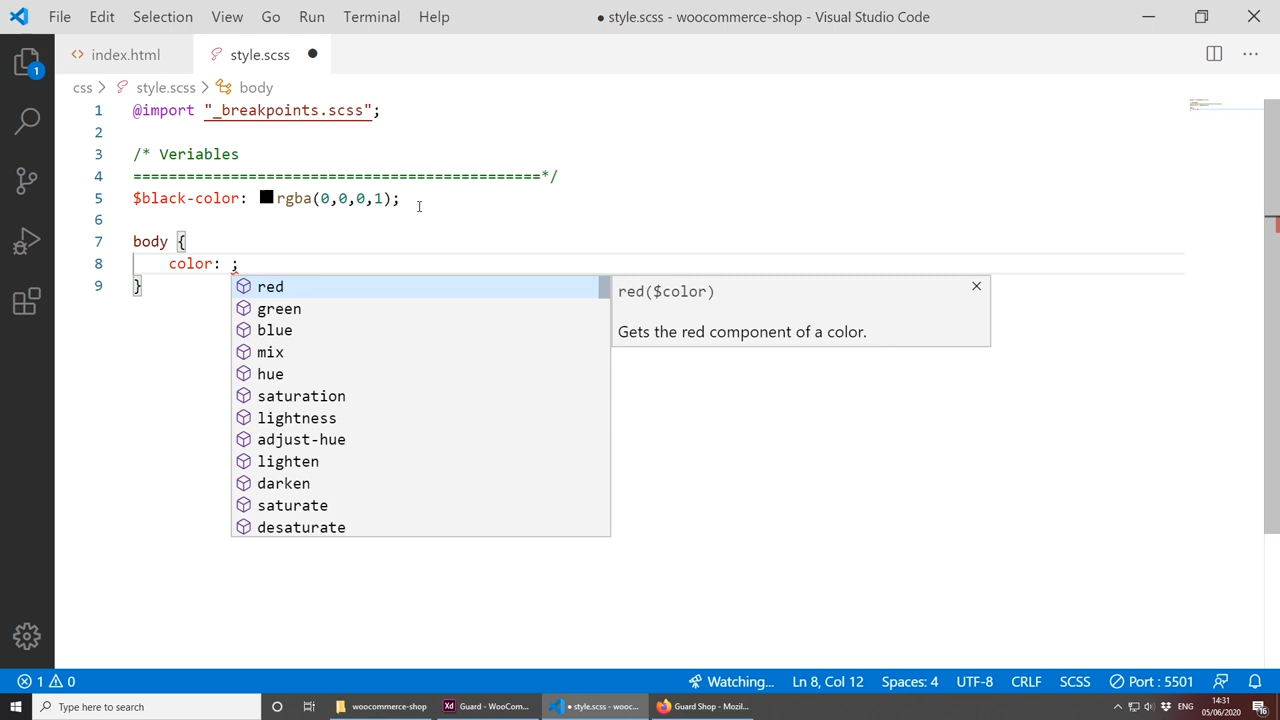 File Edit Selection View Go Run Terminal Help ● style.scss - woocommerce-shop - Visual Studio Code
1
<> index.html style.scss ●
css > style.scss > body
1 @import "_breakpoints.scss";
2
3 /* Veriables
4 ==============================================*/
5 $black-color: rgba(0,0,0,1);
6
7 body {
8 color: ;
9 }
red
green
blue
mix
hue
saturation
lightness
adjust-hue
lighten
darken
saturate
desaturate
red($color)
Gets the red component of a color.
1 0 Watching... Ln 8, Col 12 Spaces: 4 UTF-8 CRLF SCSS Port : 5501
Type here to search woocommerce-shop Guard - WooCom... ● style.scss - wooc... Guard Shop - Mozil... ENG 14:31
05/06/2020 16